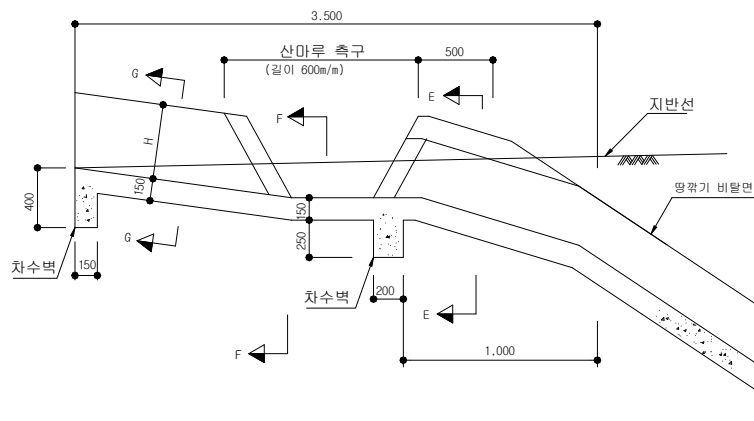 3.500
산마루 측구
(길이 600m/m)
500
G
E
F
지반선
H
150
땅깎기 비탈면
400
150
250
G
차수벽
150
차수벽
200
E
F
1,000